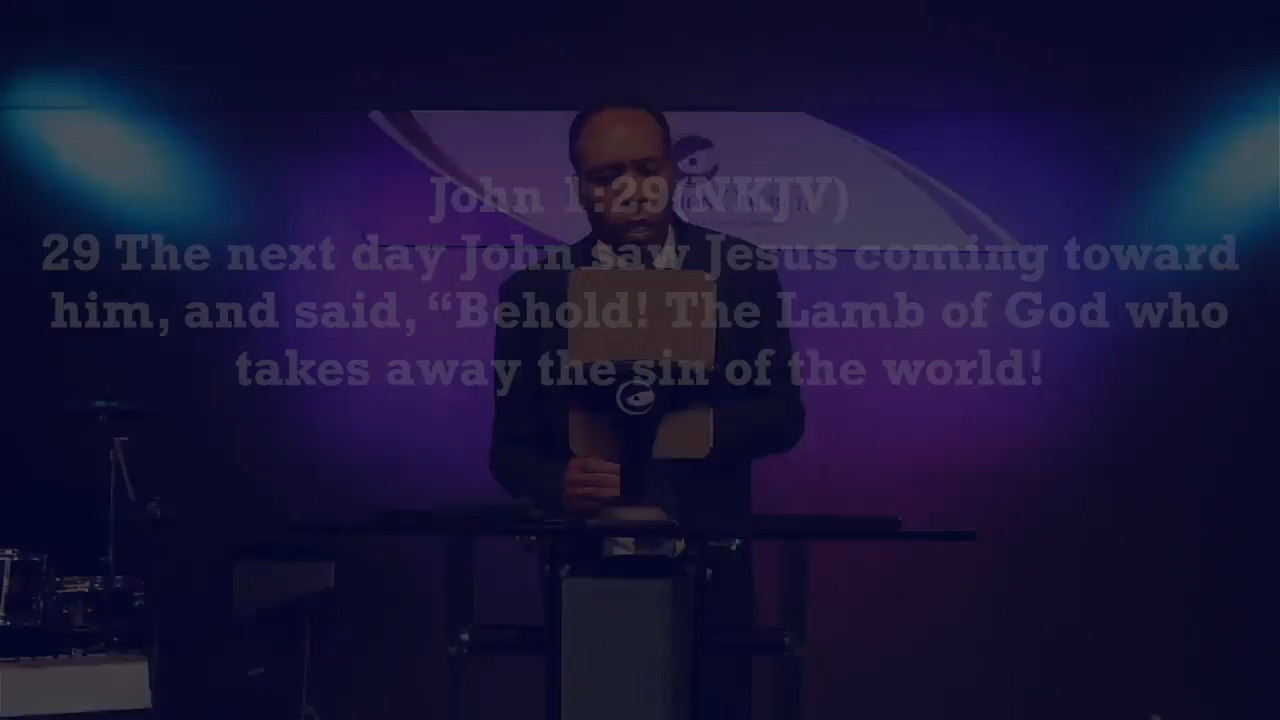 John 1:29(NKJV)
29 The next day John saw Jesus coming toward
him, and said, “Behold! The Lamb of God who
takes away the sin of the world!